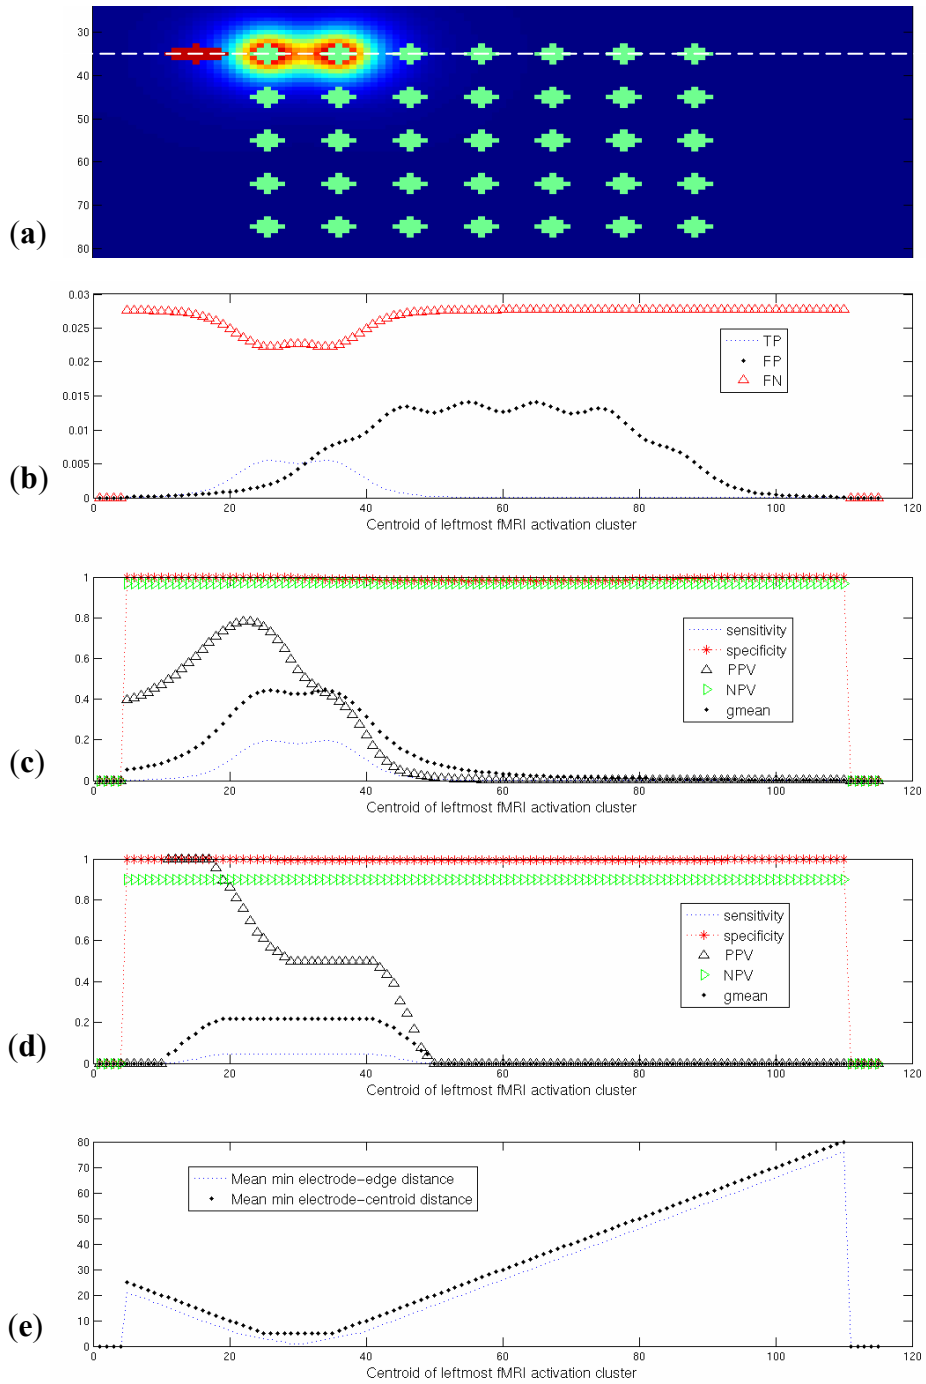 30
40
50
60
70
80
(a)
0.03
0.025
0.02
0.015
0.01
0.005
0
TP
FP
FN
(b)
0 20 40 60 80 100 120
Centroid of leftmost fMRI activation cluster
1
0.8
0.6
0.4
0.2
0
sensitivity
specificity
PPV
NPV
gmean
(c)
0 20 40 60 80 100 120
Centroid of leftmost fMRI activation cluster
1
0.8
0.6
0.4
0.2
0
sensitivity
specificity
PPV
NPV
gmean
(d)
0 20 40 60 80 100 120
Centroid of leftmost fMRI activation cluster
80
70
60
50
40
30
20
10
0
Mean min electrode-edge distance
Mean min electrode-centroid distance
(e)
0 20 40 60 80 100 120
Centroid of leftmost fMRI activation cluster